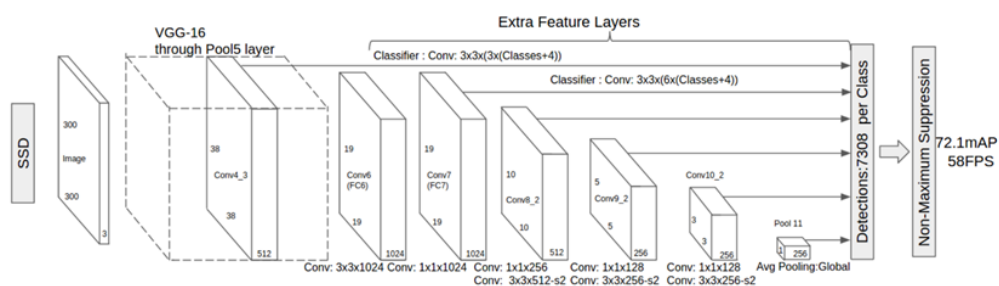 Extra Feature Layers
VGG-16
through Pool5 layer
Classifier : Conv: 3x3x(3x(Classes+4))
Classifier : Conv: 3x3x(6x(Classes+4))
SSD
300
Image
300
3
38
Conv4_3
38
512
19
Conv6
(FC6)
19
1024
19
Conv7
(FC7)
19
1024
10
Conv8_2
10
512
5
Conv9_2
5
256
Conv10_2
3
3
256
Pool 11
1
256
Avg Pooling:Global
Conv: 3x3x1024
Conv: 1x1x1024
Conv: 1x1x256
Conv: 3x3x512-s2
Conv: 1x1x128
Conv: 3x3x256-s2
Conv: 1x1x128
Conv: 3x3x256-s2
Detections:7308 per Class
Non-Maximum Suppression
72.1mAP
58FPS